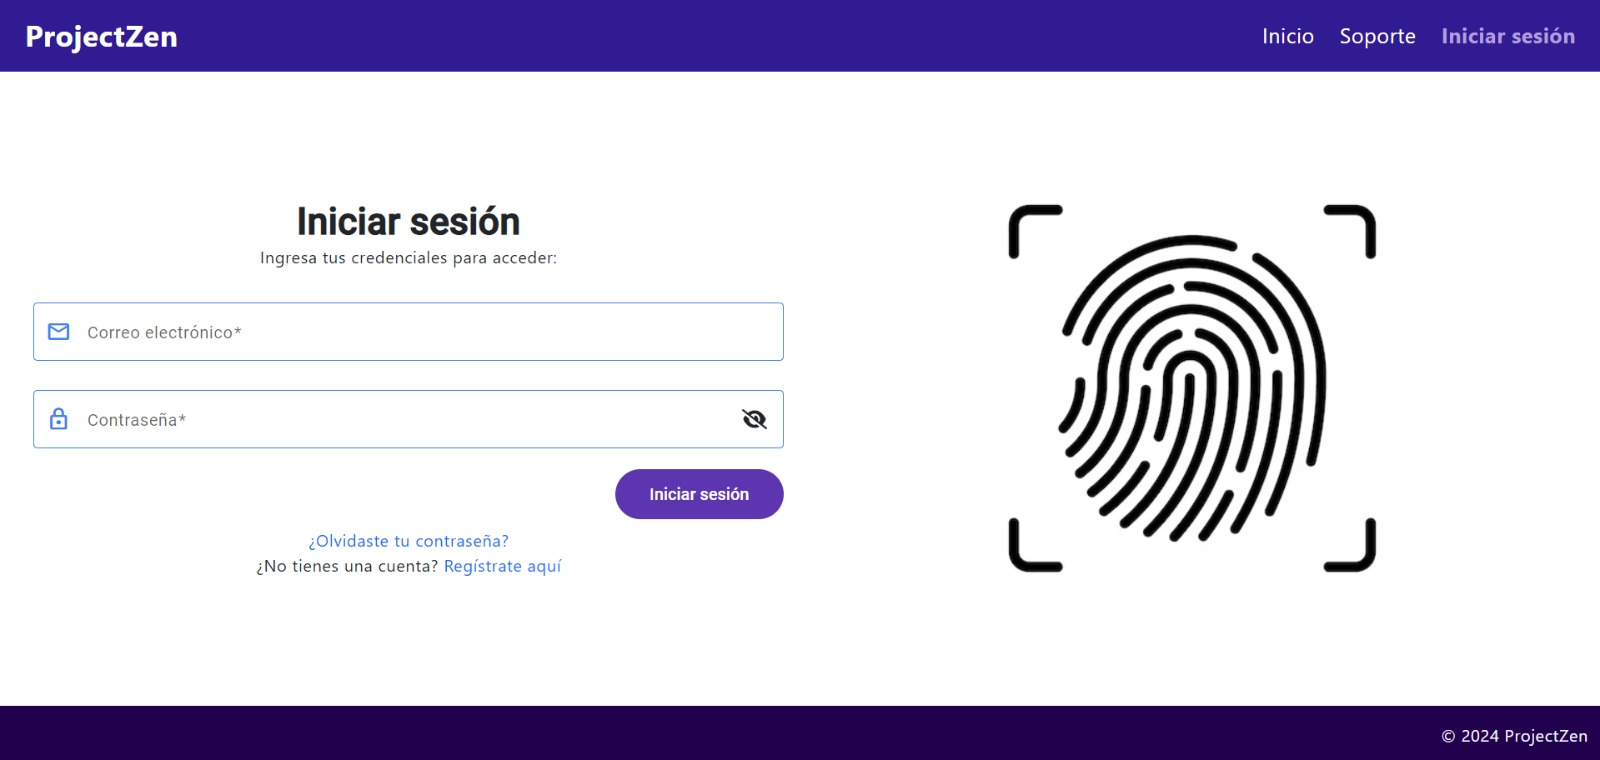 ProjectZen
Inicio Soporte Iniciar sesión
Iniciar sesión
Ingresa tus credenciales para acceder:
Correo electrónico*
Contraseña*
Iniciar sesión
¿Olvidaste tu contraseña?
¿No tienes una cuenta? Regístrate aquí
© 2024 ProjectZen